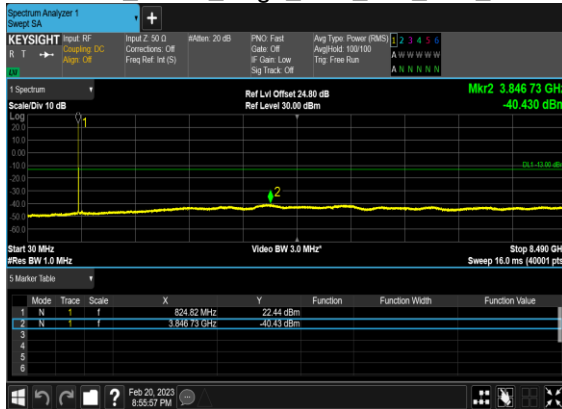 Spectrum Analyzer 1
Swept SA
KEYSIGHT Input: RF Input Z: 50 Ω #Atten: 20 dB PNO: Fast Avg Type: Power (RMS) 1 2 3 4 5 6
R T Coupling: DC Corrections: Off Gate: Off Avg|Hold: 100/100 A W W W W W
Align: Off Freq Ref: Int (S) IF Gain: Low Trig: Free Run
Sig Track: Off A N N N N N
LU
1 Spectrum Ref Lvl Offset 24.80 dB Mkr2 3.846 73 GHz
Scale/Div 10 dB Ref Level 30.00 dBm -40.430 dBm
Log
20.0
10.0
0.00
-10.0
-20.0
-30.0
-40.0
-50.0
-60.0
1
2
DL1 -13.00 dBm
Start 30 MHz Video BW 3.0 MHz* Stop 8.490 GHz
#Res BW 1.0 MHz Sweep 16.0 ms (40001 pts)
5 Marker Table
Mode Trace Scale X Y Function Function Width Function Value
1 N 1 f 824.82 MHz 22.44 dBm
2 N 1 f 3.846 73 GHz -40.43 dBm
3
4
5
6
? Feb 20, 2023
8:55:57 PM